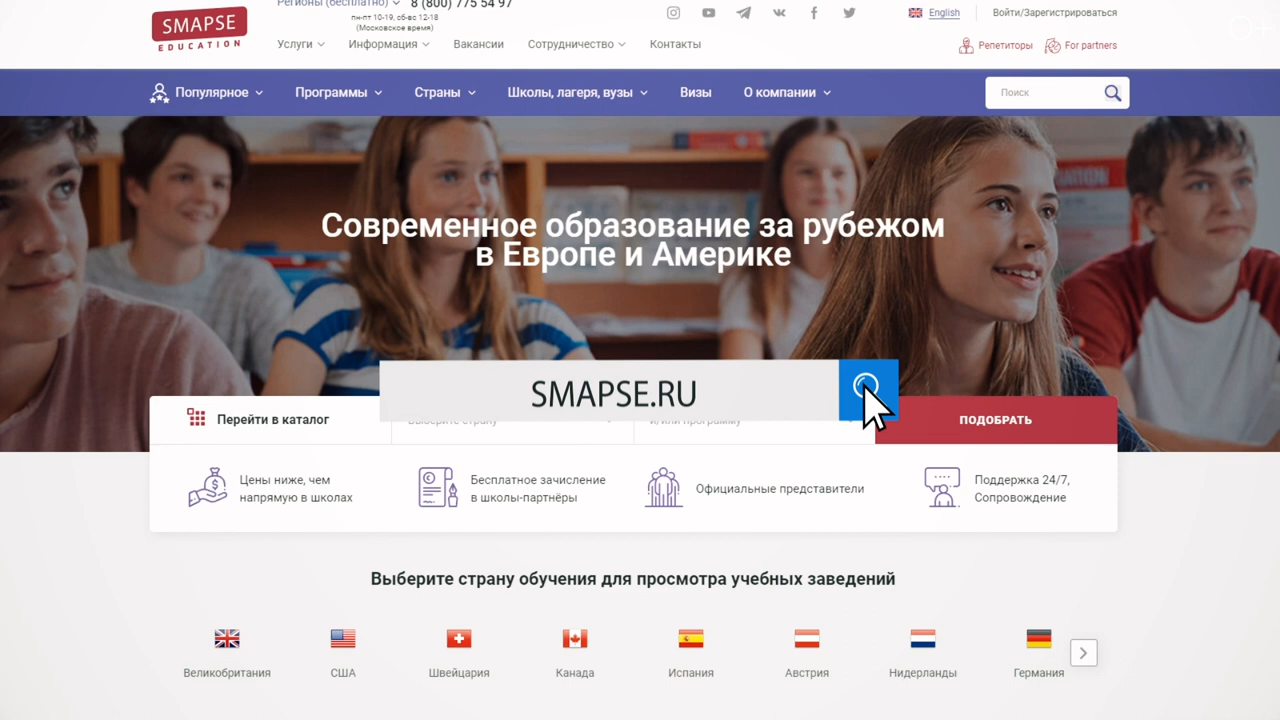 SMAPSE
EDUCATION
Регионы (бесплатно)
8 (800) 775 54 97
пн-пт 10-19, сб-вс 12-18
(Московское время)
English
Войти/Зарегистрироваться
Услуги
Информация
Вакансии
Сотрудничество
Контакты
Репетиторы
For partners
Популярное
Программы
Страны
Школы, лагеря, вузы
Визы
О компании
Поиск
Современное образование за рубежом
в Европе и Америке
SMAPSE.RU
Перейти в каталог
Выберите страну
и/или программу
ПОДОБРАТЬ
Цены ниже, чем
напрямую в школах
Бесплатное зачисление
в школы-партнёры
Официальные представители
Поддержка 24/7,
Сопровождение
Выберите страну обучения для просмотра учебных заведений
Великобритания
США
Швейцария
Канада
Испания
Австрия
Нидерланды
Германия